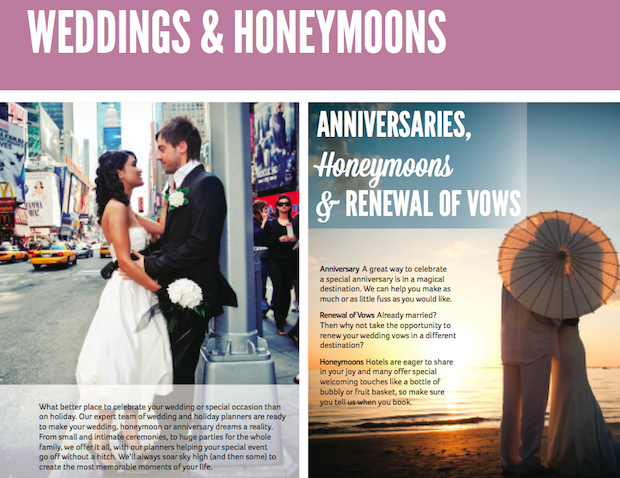 WEDDINGS & HONEYMOONS
What better place to celebrate your wedding or special occasion than
on holiday. Our expert team of wedding and holiday planners are ready
to make your wedding, honeymoon or anniversary dreams a reality.
From small and intimate ceremonies, to huge parties for the whole
family, we offer it all, with our planners helping your special event
go off without a hitch. We'll always soar sky high (and then some) to
create the most memorable moments of your life.
ANNIVERSARIES,
Honeymoons
& RENEWAL OF VOWS
Anniversary A great way to celebrate
a special anniversary is in a magical
destination. We can help you make as
much or as little fuss as you would like.
Renewal of Vows Already married?
Then why not take the opportunity to
renew your wedding vows in a different
destination?
Honeymoons Hotels are eager to share
in your joy and many offer special
welcoming touches like a bottle of
bubbly or fruit basket, so make sure
you tell us when you book.